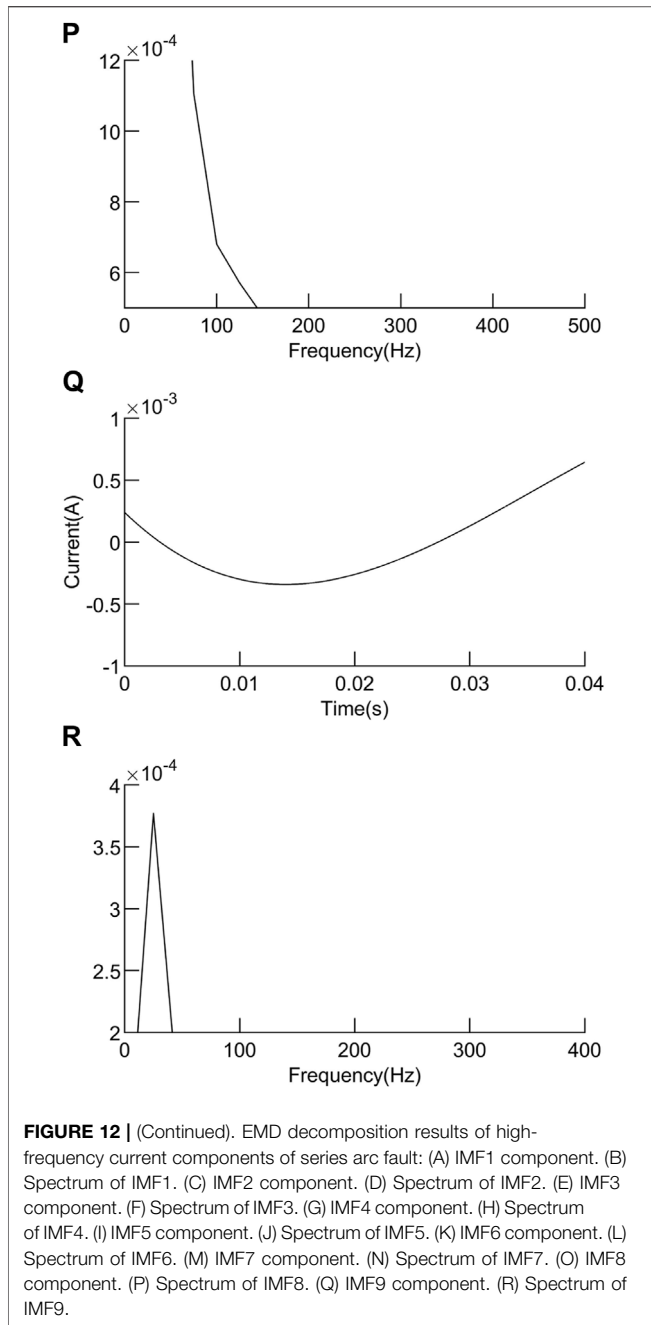 P
×10-4
12
10
8
6
0 100 200 300 400 500
Frequency(Hz)
Q
×10-3
1
0.5
0
-0.5
-1
Current(A)
0 0.01 0.02 0.03 0.04
Time(s)
R
×10-4
4
3.5
3
2.5
2
0 100 200 300 400
Frequency(Hz)
FIGURE 12 | (Continued). EMD decomposition results of high-
frequency current components of series arc fault: (A) IMF1 component. (B)
Spectrum of IMF1. (C) IMF2 component. (D) Spectrum of IMF2. (E) IMF3
component. (F) Spectrum of IMF3. (G) IMF4 component. (H) Spectrum
of IMF4. (I) IMF5 component. (J) Spectrum of IMF5. (K) IMF6 component. (L)
Spectrum of IMF6. (M) IMF7 component. (N) Spectrum of IMF7. (O) IMF8
component. (P) Spectrum of IMF8. (Q) IMF9 component. (R) Spectrum of
IMF9.